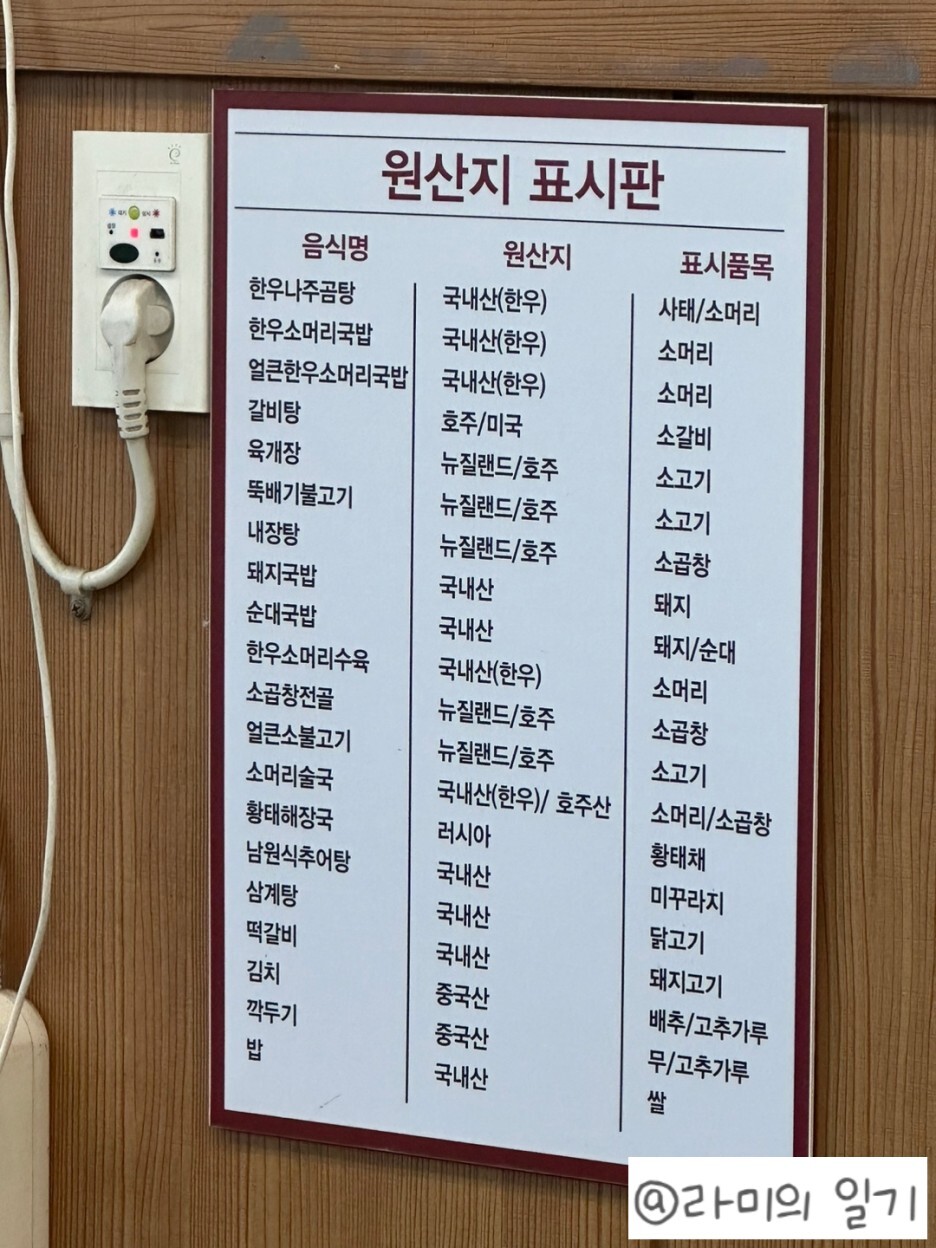 원산지 표시판
음식명 원산지 표시품목
한우나주곰탕 국내산(한우) 사태/소머리
한우소머리국밥 국내산(한우) 소머리
얼큰한우소머리국밥 국내산(한우) 소머리
갈비탕 호주/미국 소갈비
육개장 뉴질랜드/호주 소고기
뚝배기불고기 뉴질랜드/호주 소고기
내장탕 뉴질랜드/호주 소곱창
돼지국밥 국내산 돼지
순대국밥 국내산 돼지/순대
한우소머리수육 국내산(한우) 소머리
소곱창전골 뉴질랜드/호주 소곱창
얼큰소불고기 뉴질랜드/호주 소고기
소머리술국 국내산(한우)/ 호주산 소머리/소곱창
황태해장국 러시아 황태채
남원식추어탕 국내산 미꾸라지
삼계탕 국내산 닭고기
떡갈비 국내산 돼지고기
김치 중국산 배추/고추가루
깍두기 중국산 무/고추가루
밥 국내산 쌀
@라미의 일기